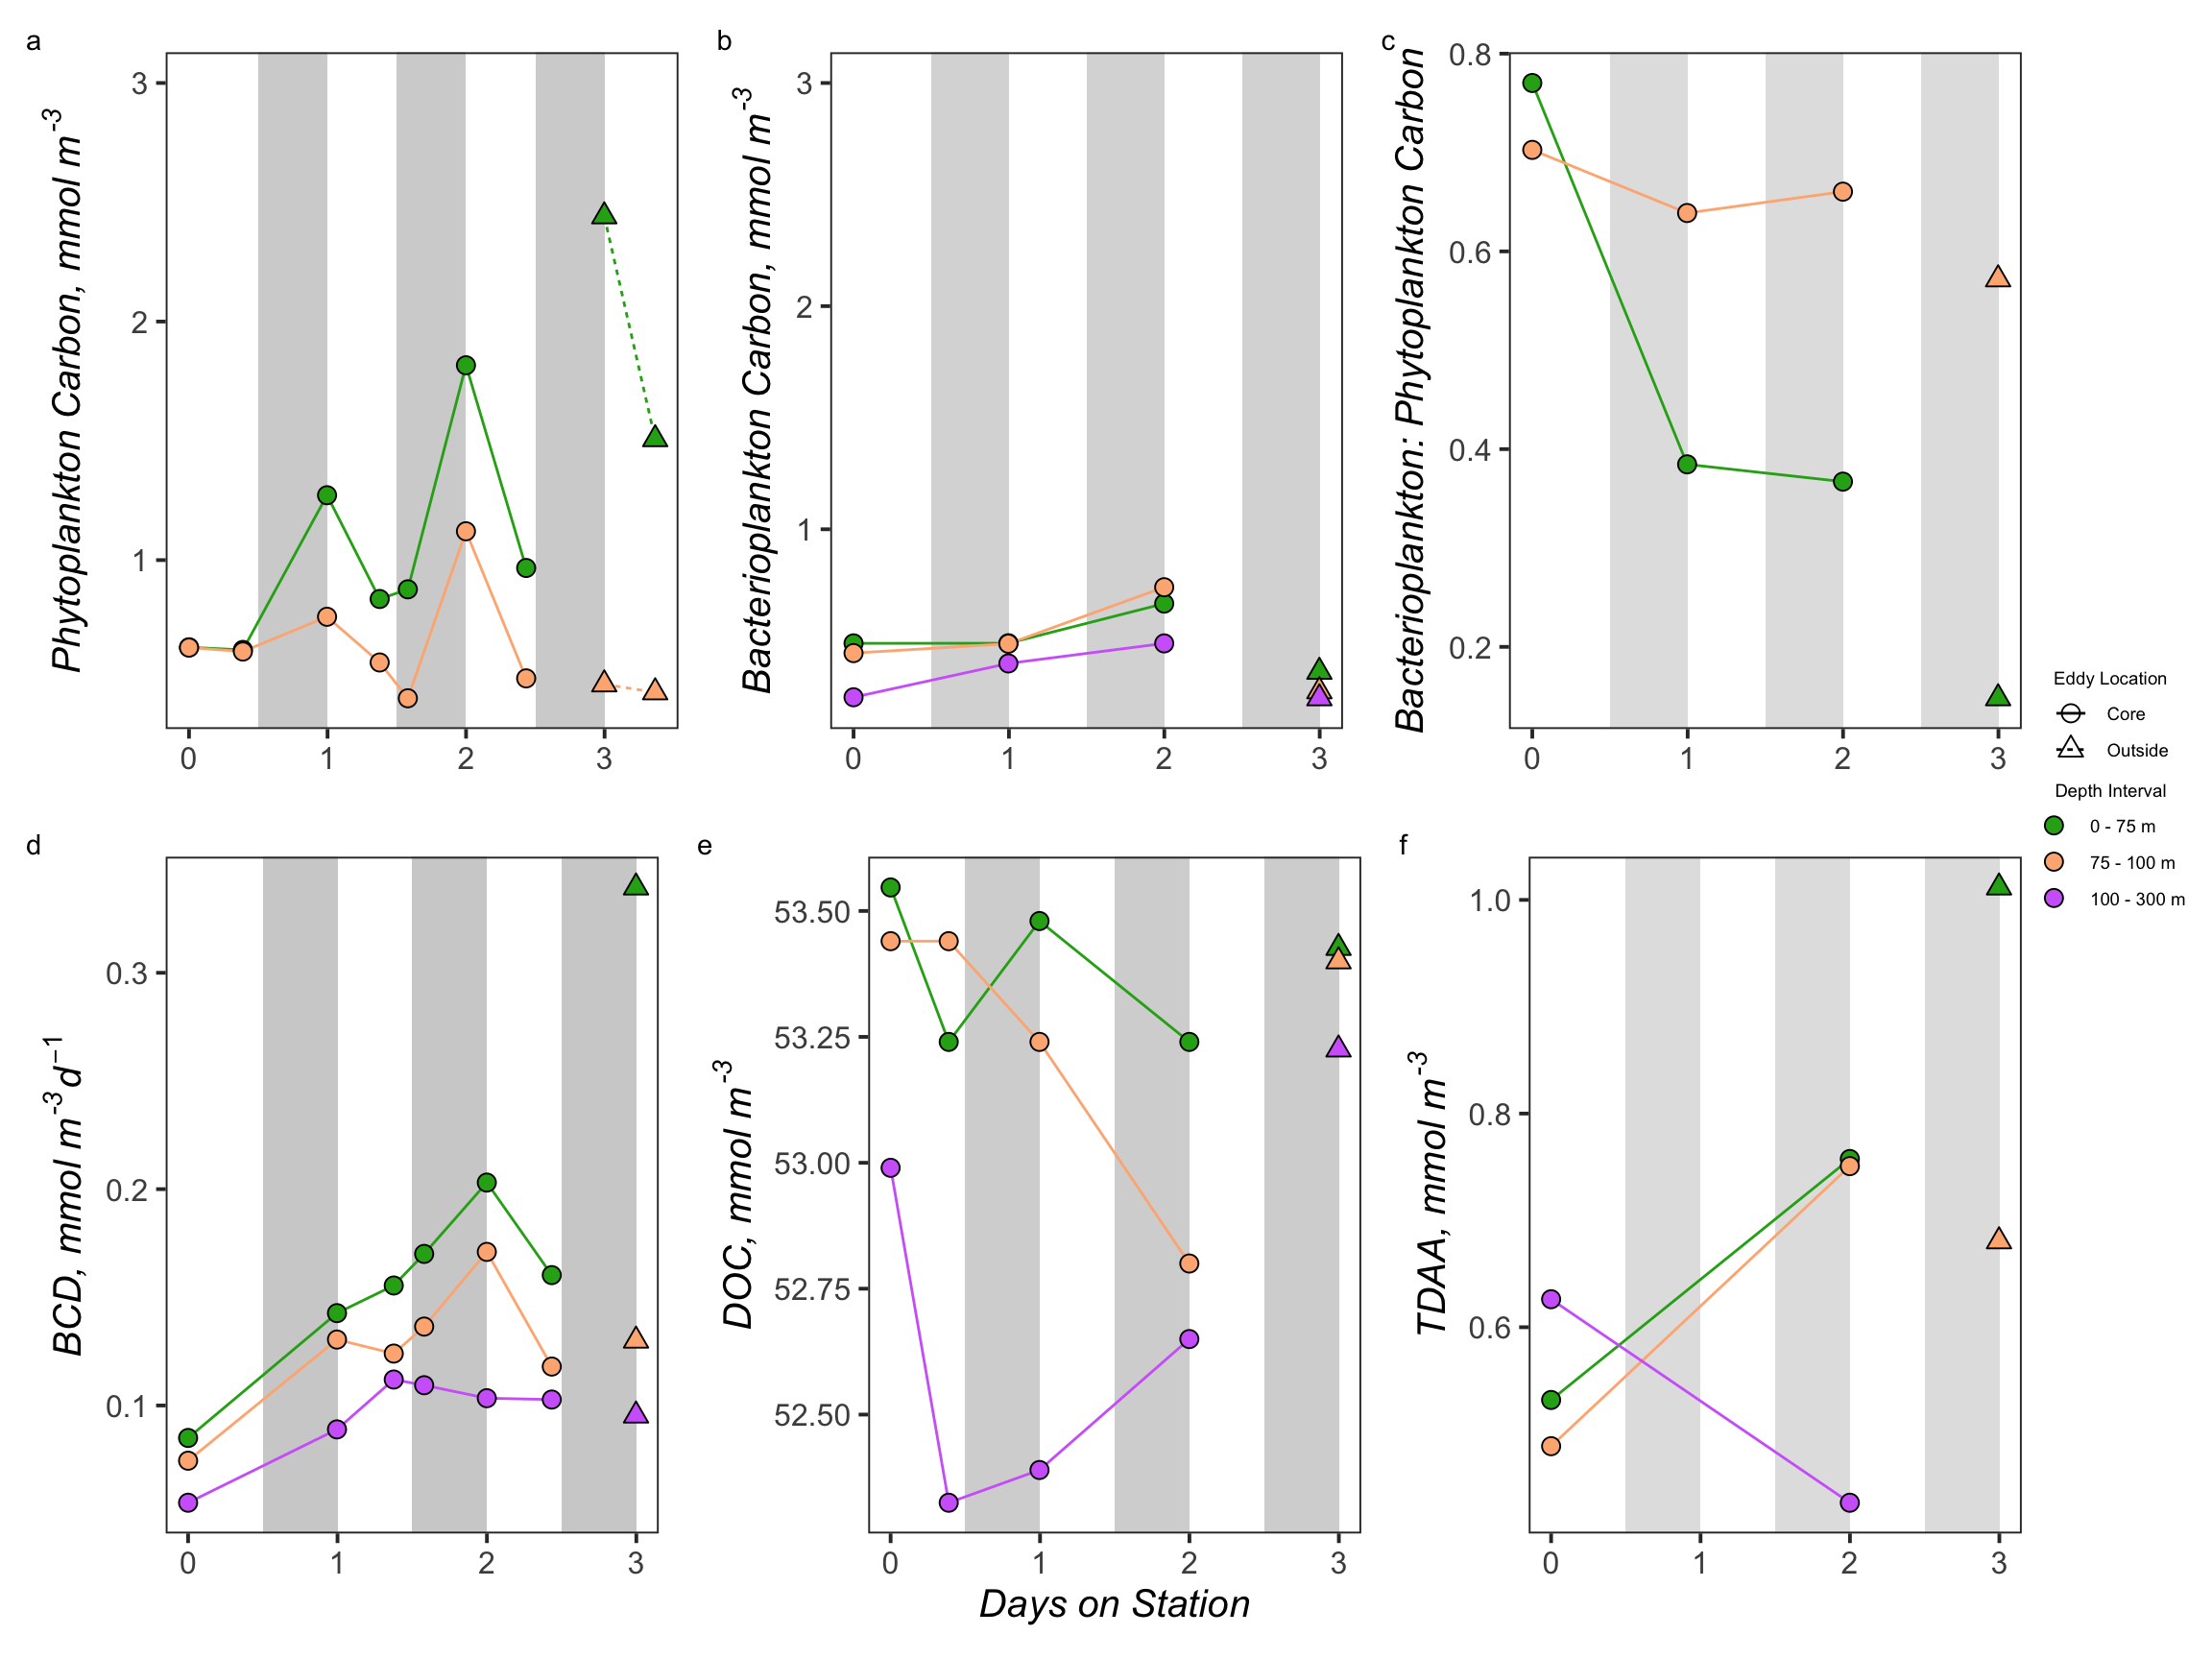 a
Phytoplankton Carbon, mmol m-3
3
2
1
0 1 2 3
b
Bacterioplankton Carbon, mmol m-3
3
2
1
0 1 2 3
c
Bacterioplankton: Phytoplankton Carbon
0.8
0.6
0.4
0.2
0 1 2 3
Eddy Location
Core
Outside
Depth Interval
0 - 75 m
75 - 100 m
100 - 300 m
d
BCD, mmol m-3 d−1
0.3
0.2
0.1
0 1 2 3
e
DOC, mmol m-3
53.50
53.25
53.00
52.75
52.50
0 1 2 3
f
TDAA, mmol m-3
1.0
0.8
0.6
0 1 2 3
Days on Station